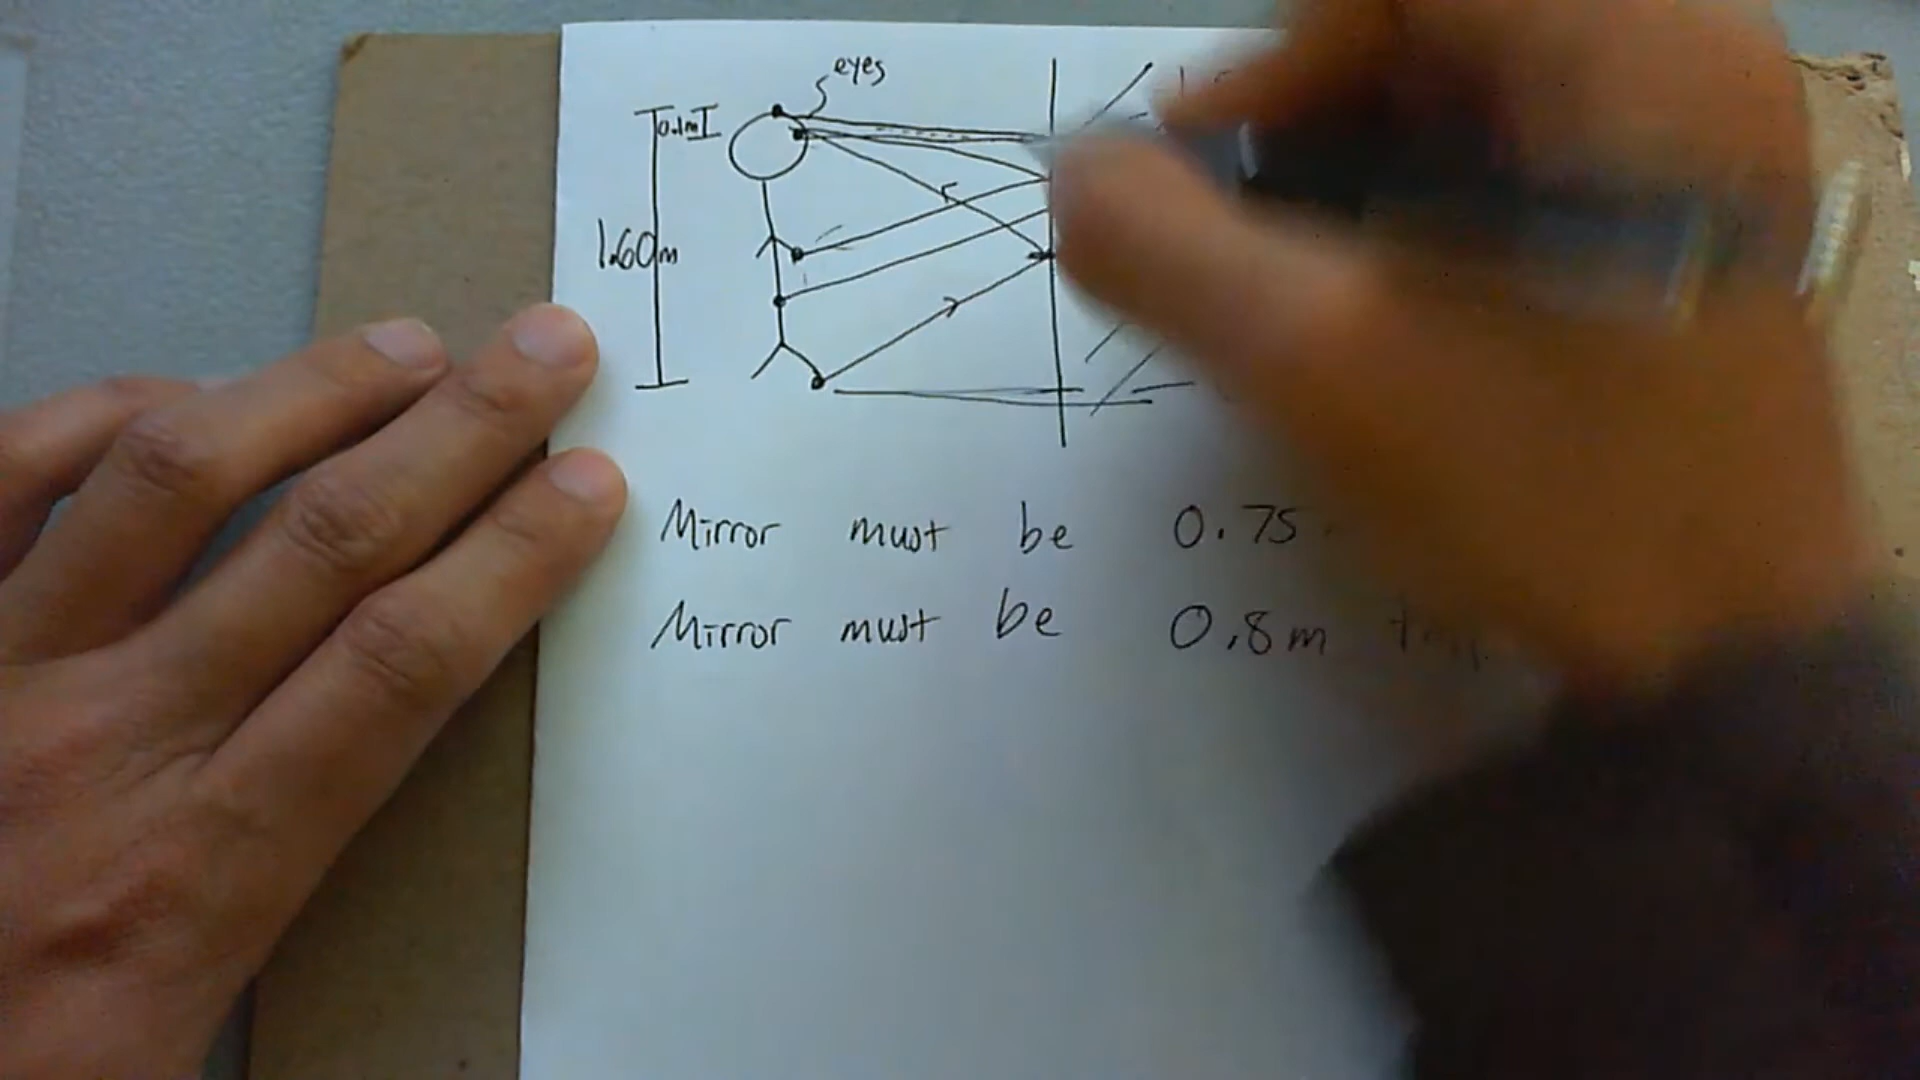 eyes
0.1m
1.60m
Mirror must be 0.75
Mirror must be 0.8m